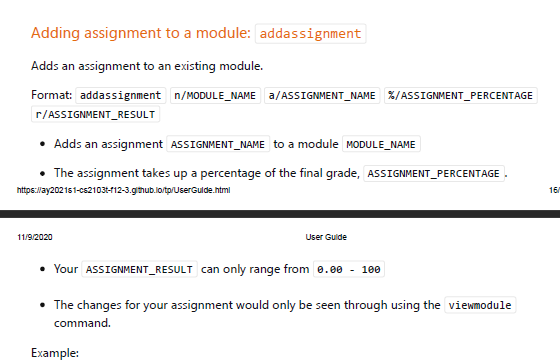 Adding assignment to a module: addassignment
Adds an assignment to an existing module.
Format: addassignment n/MODULE_NAME a/ASSIGNMENT_NAME %/ASSIGNMENT_PERCENTAGE
r/ASSIGNMENT_RESULT
• Adds an assignment ASSIGNMENT_NAME to a module MODULE_NAME
• The assignment takes up a percentage of the final grade, ASSIGNMENT_PERCENTAGE .
https://ay2021s1-cs2103t-f12-3.github.io/tp/UserGuide.html 16/
11/9/2020 User Guide
• Your ASSIGNMENT_RESULT can only range from 0.00 - 100
• The changes for your assignment would only be seen through using the viewmodule
command.
Example: